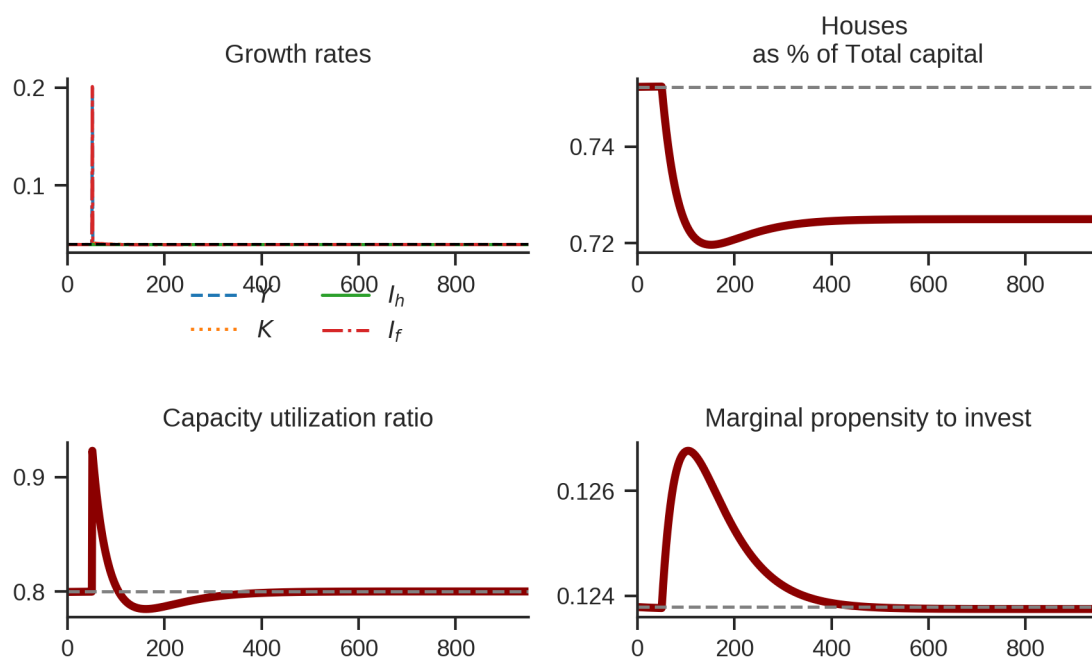 Growth rates
0.2
0.1
0 200 400 600 800
Y I_h
K I_f
Houses
as % of Total capital
0.74
0.72
0 200 400 600 800
Capacity utilization ratio
0.9
0.8
0 200 400 600 800
Marginal propensity to invest
0.126
0.124
0 200 400 600 800